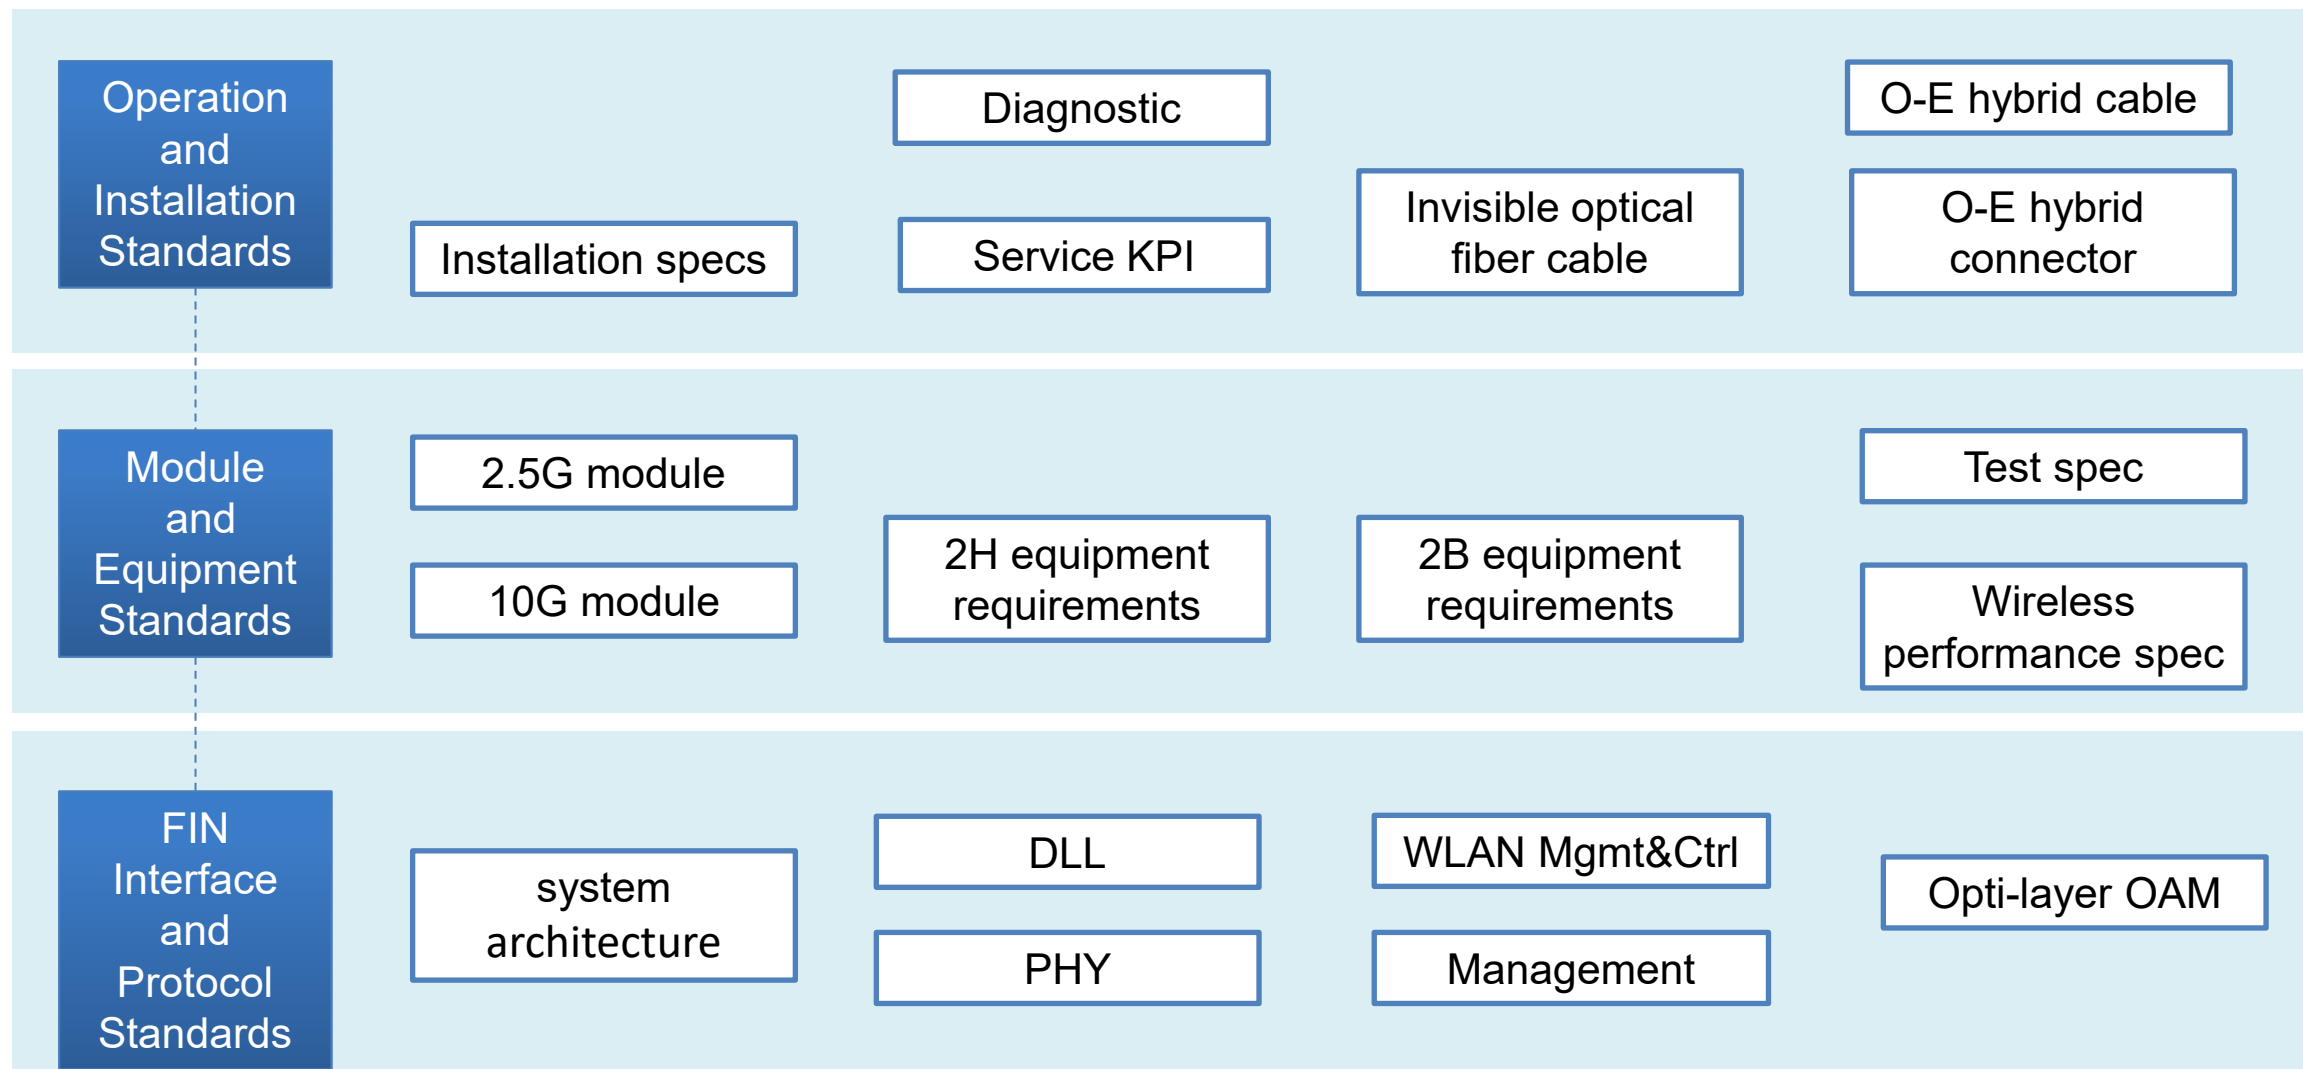 Operation
and
Installation
Standards
Installation specs
Diagnostic
Service KPI
Invisible optical
fiber cable
O-E hybrid cable
O-E hybrid
connector
Module
and
Equipment
Standards
2.5G module
10G module
2H equipment
requirements
2B equipment
requirements
Test spec
Wireless
performance spec
FIN
Interface
and
Protocol
Standards
system
architecture
DLL
PHY
WLAN Mgmt&Ctrl
Management
Opti-layer OAM